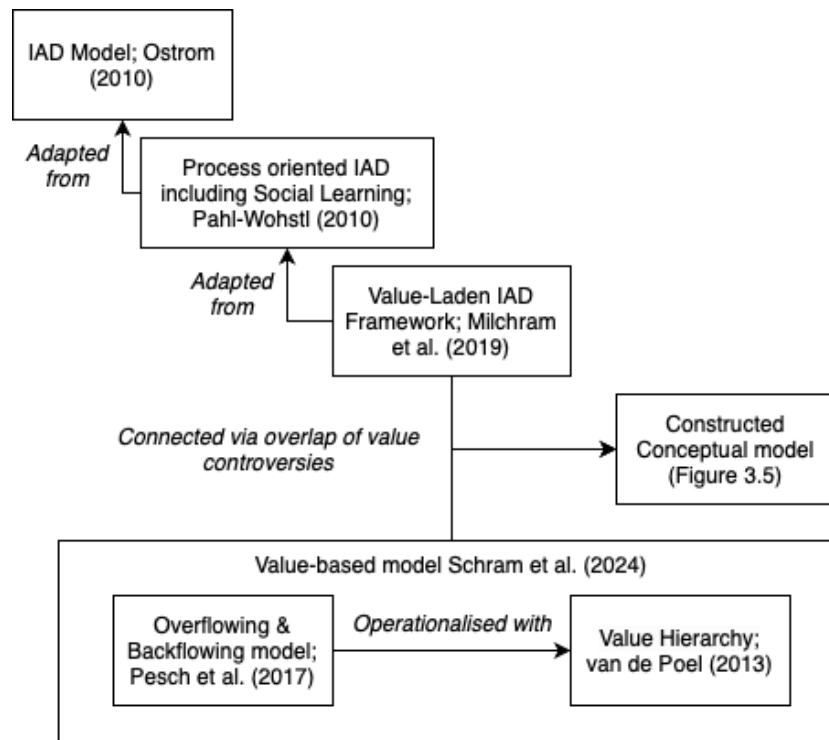 IAD Model; Ostrom
(2010)
Adapted
from
Process oriented IAD
including Social Learning;
Pahl-Wohstl (2010)
Adapted
from
Value-Laden IAD
Framework; Milchram
et al. (2019)
Connected via overlap of value
controversies
Constructed
Conceptual model
(Figure 3.5)
Value-based model Schram et al. (2024)
Overflowing &
Backflowing model;
Pesch et al. (2017)
Operationalised with
Value Hierarchy;
van de Poel (2013)